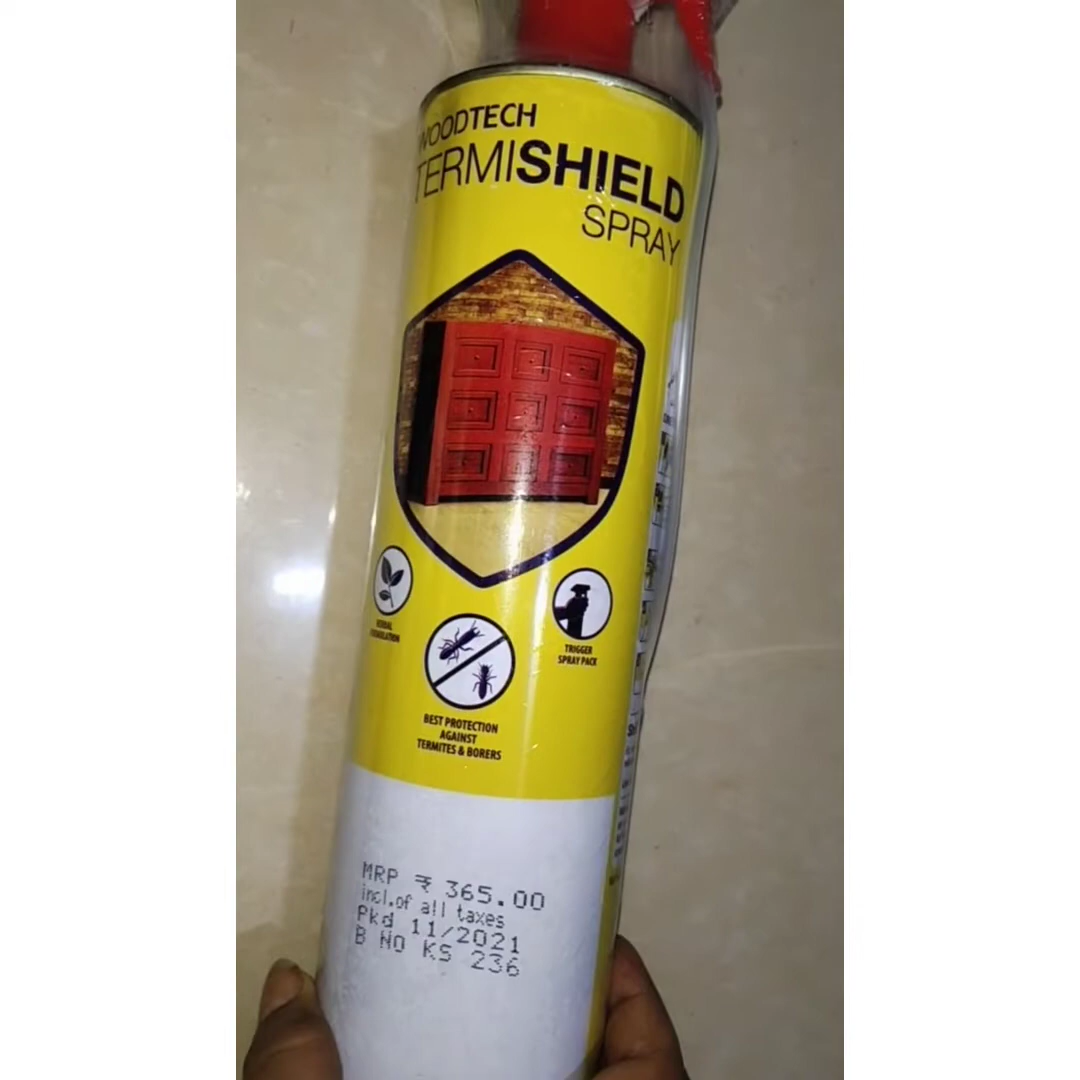 WOODTECH
TERMISHIELD
SPRAY
TRIGGER
SPRAY PACK
BEST PROTECTION
AGAINST
TERMITES & BORERS
MRP ₹ 365.00
incl.of all taxes
Pkd 11/2021
B NO KS 236